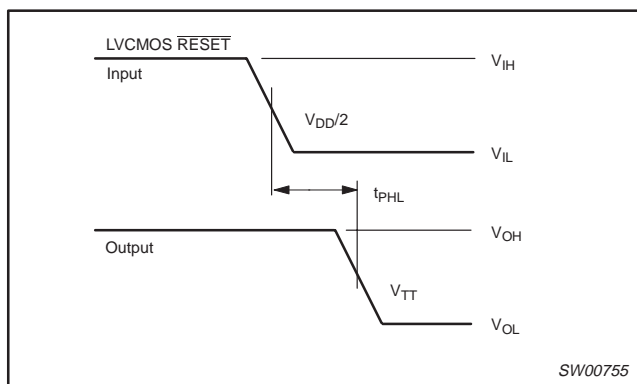 LVCMOS RESET
Input
V_IH
V_DD/2
V_IL
t_PHL
Output
V_OH
V_TT
V_OL
SW00755